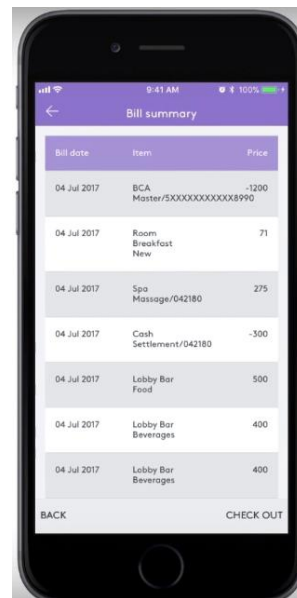 9:41 AM 100%
Bill summary
Bill date Item Price
04 Jul 2017 BCA -1200
Master/5XXXXXXXXXXX8990
04 Jul 2017 Room 71
Breakfast
New
04 Jul 2017 Spa 275
Massage/042180
04 Jul 2017 Cash -300
Settlement/042180
04 Jul 2017 Lobby Bar 500
Food
04 Jul 2017 Lobby Bar 400
Beverages
04 Jul 2017 Lobby Bar 400
Beverages
BACK CHECK OUT